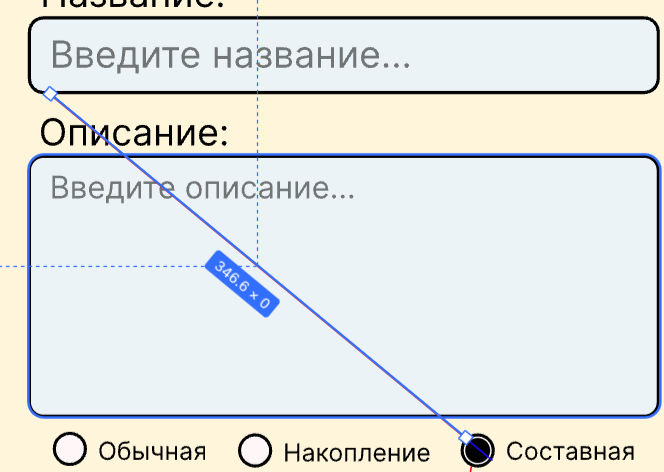 Название:
Введите название...
Описание:
Введите описание...
346.6 × 0
Обычная Накопление Составная